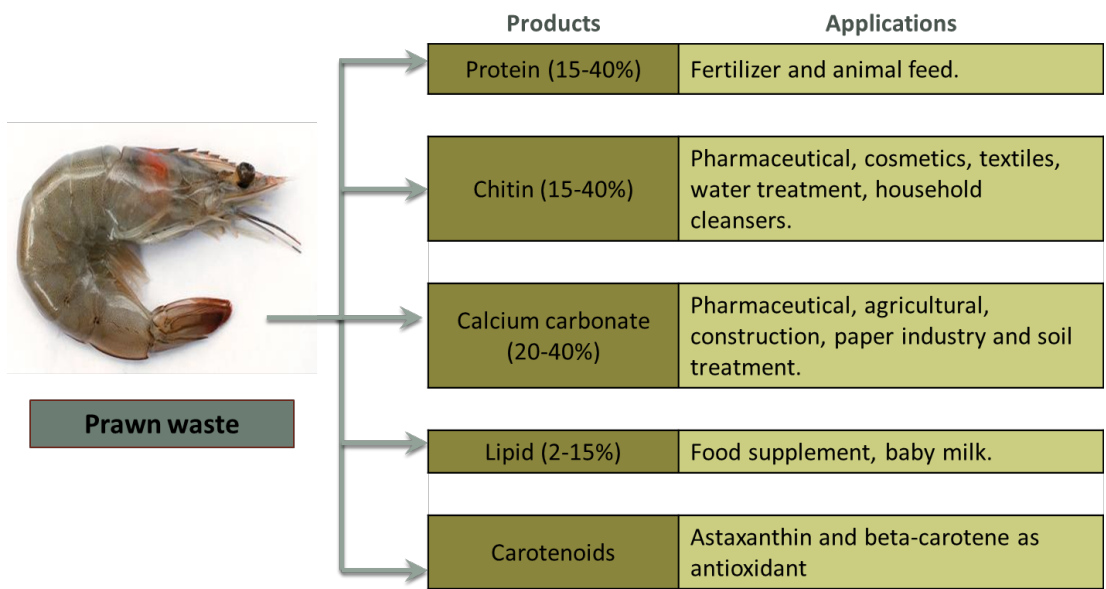 Products Applications
Protein (15-40%) Fertilizer and animal feed.
Chitin (15-40%) Pharmaceutical, cosmetics, textiles,
water treatment, household
cleansers.
Calcium carbonate
(20-40%)
Pharmaceutical, agricultural,
construction, paper industry and soil
treatment.
Prawn waste
Lipid (2-15%) Food supplement, baby milk.
Carotenoids
Astaxanthin and beta-carotene as
antioxidant